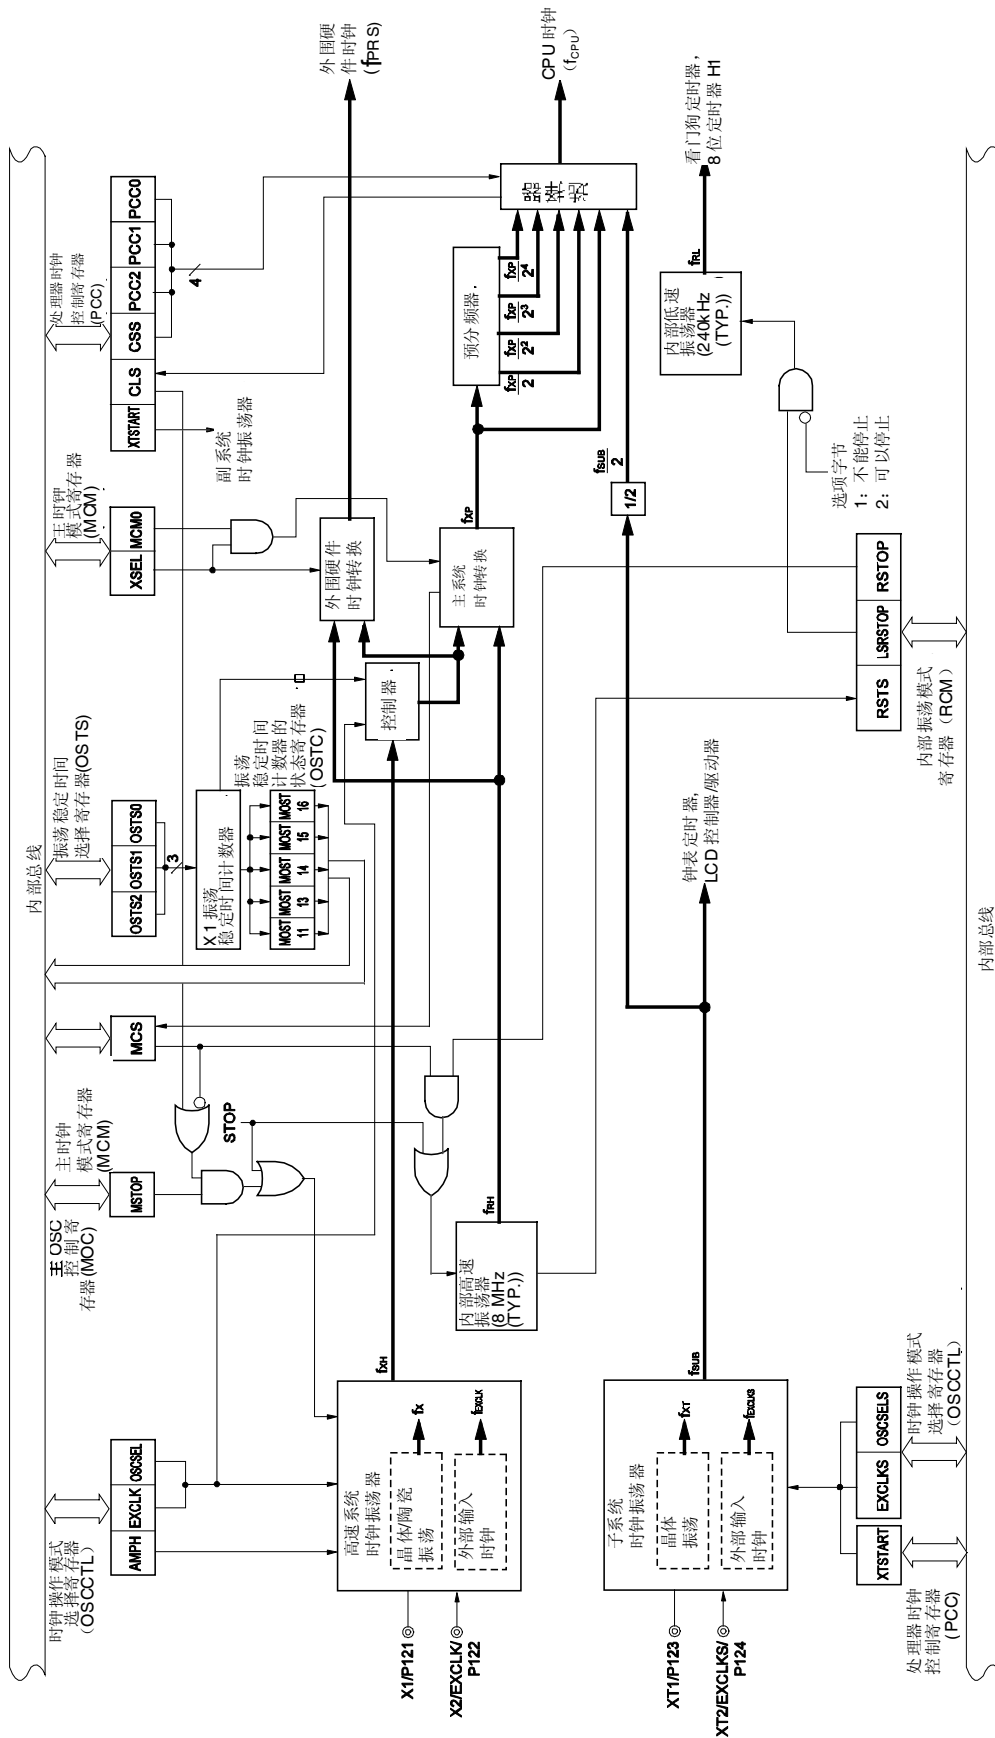 内部总线
时钟操作模式
选择寄存器
(OSCCTL)
AMPH
EXCLK
OSCSEL
主OSC
控制寄
存器(MOC)
MSTOP
主时钟
模式寄存器
(MCM)
MCS
振荡稳定时间
选择寄存器(OSTS)
OSTS2
OSTS1
OSTS0
3
X1振荡
稳定时间计数器
MOST
11
MOST
13
MOST
14
MOST
15
MOST
16
振荡
稳定时间
计数器的
状态寄存器
(OSTC)
主时钟
模式寄存器
(MCM)
XSEL
MCM0
处理器时钟
控制寄存器
(PCC)
XTSTART
CLS
CSS
PCC2
PCC1
PCC0
4
副系统
时钟振荡器
STOP
高速系统
时钟振荡器
晶体/陶瓷
振荡
fX
外部输入
时钟
fEXCLK
X1/P121
X2/EXCLK/
P122
fXH
控制器
外围硬件
时钟转换
外围硬
件时钟
(fPRS)
内部高速
振荡器
(8 MHz
(TYP.))
fRH
主系统
时钟转换
fXP
预分频器
fXP
2
fXP
2²
fXP
2³
fXP
2⁴
选择器
CPU 时钟
(fCPU)
子系统
时钟振荡器
晶体
振荡
fXT
外部输入
时钟
fEXCLKS
XT1/P123
XT2/EXCLKS/
P124
fSUB
钟表定时器,
LCD控制器/驱动器
1/2
fSUB
2
内部低速
振荡器
(240kHz
(TYP.))
fRL
看门狗定时器,
8位定时器 H1
选项字节
1: 不能停止
2: 可以停止
XTSTART
EXCLKS
OSCSELS
处理器时钟
控制寄存器
(PCC)
时钟操作模式
选择寄存器
(OSCCTL)
RSTS
LSRSTOP
RSTOP
内部振荡模式
寄存器(RCM)
内部总线